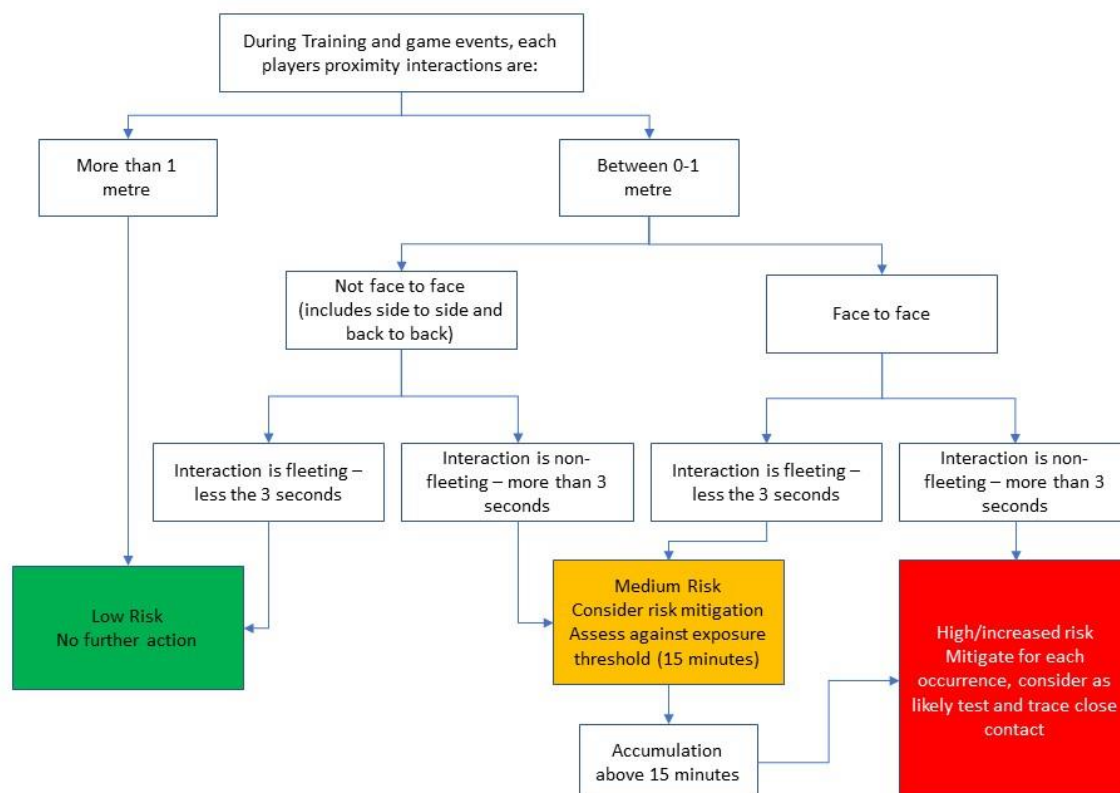 During Training and game events, each
players proximity interactions are:
More than 1
metre
Between 0-1
metre
Not face to face
(includes side to side and
back to back)
Face to face
Interaction is fleeting –
less the 3 seconds
Interaction is non-
fleeting – more than 3
seconds
Interaction is fleeting –
less the 3 seconds
Interaction is non-
fleeting – more than 3
seconds
Low Risk
No further action
Medium Risk
Consider risk mitigation
Assess against exposure
threshold (15 minutes)
High/increased risk
Mitigate for each
occurrence, consider as
likely test and trace close
contact
Accumulation
above 15 minutes